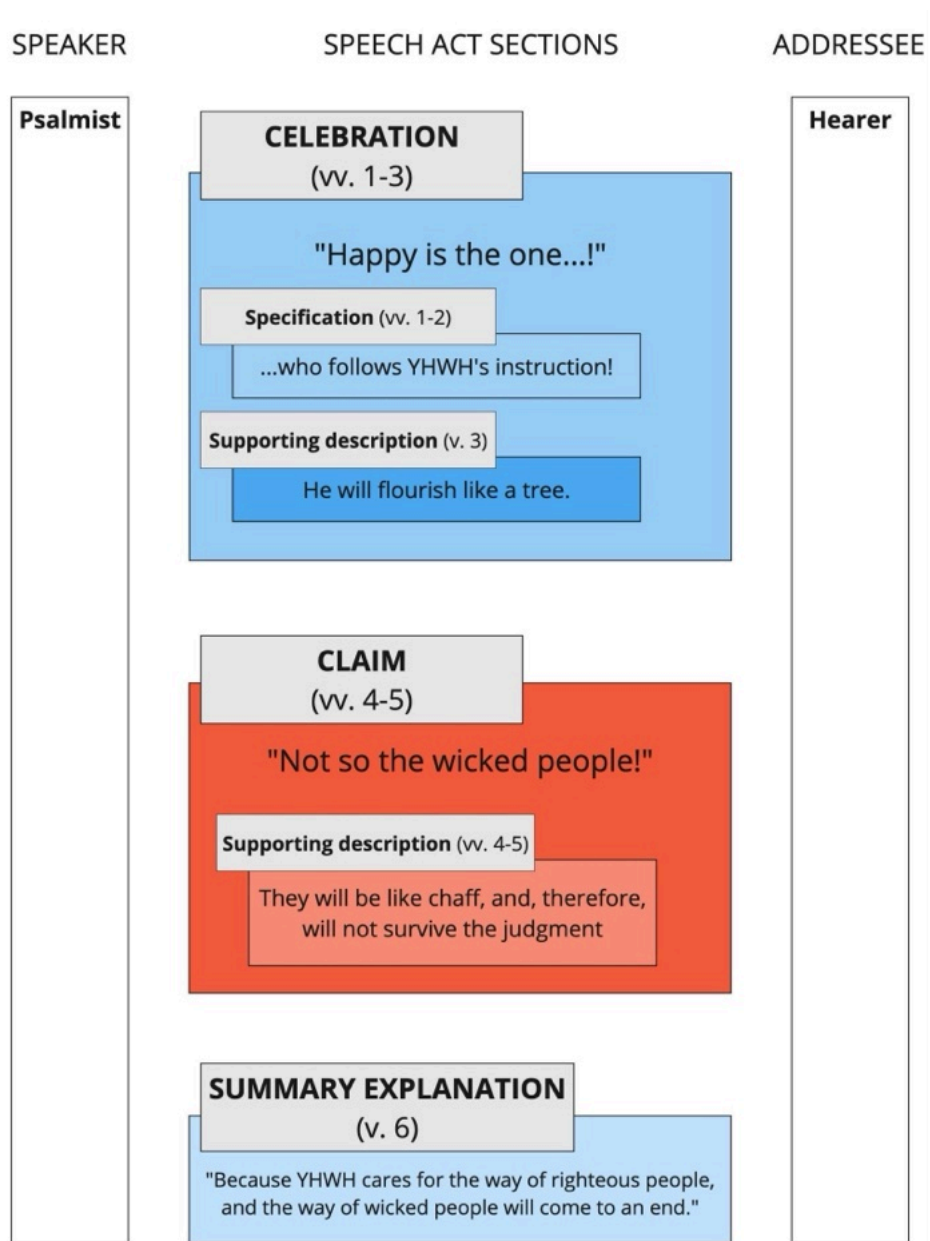 SPEAKER
SPEECH ACT SECTIONS
ADDRESSEE
Psalmist
Hearer
CELEBRATION
(vv. 1-3)
"Happy is the one...!"
Specification (vv. 1-2)
...who follows YHWH's instruction!
Supporting description (v. 3)
He will flourish like a tree.
CLAIM
(vv. 4-5)
"Not so the wicked people!"
Supporting description (vv. 4-5)
They will be like chaff, and, therefore,
will not survive the judgment
SUMMARY EXPLANATION
(v. 6)
"Because YHWH cares for the way of righteous people,
and the way of wicked people will come to an end."